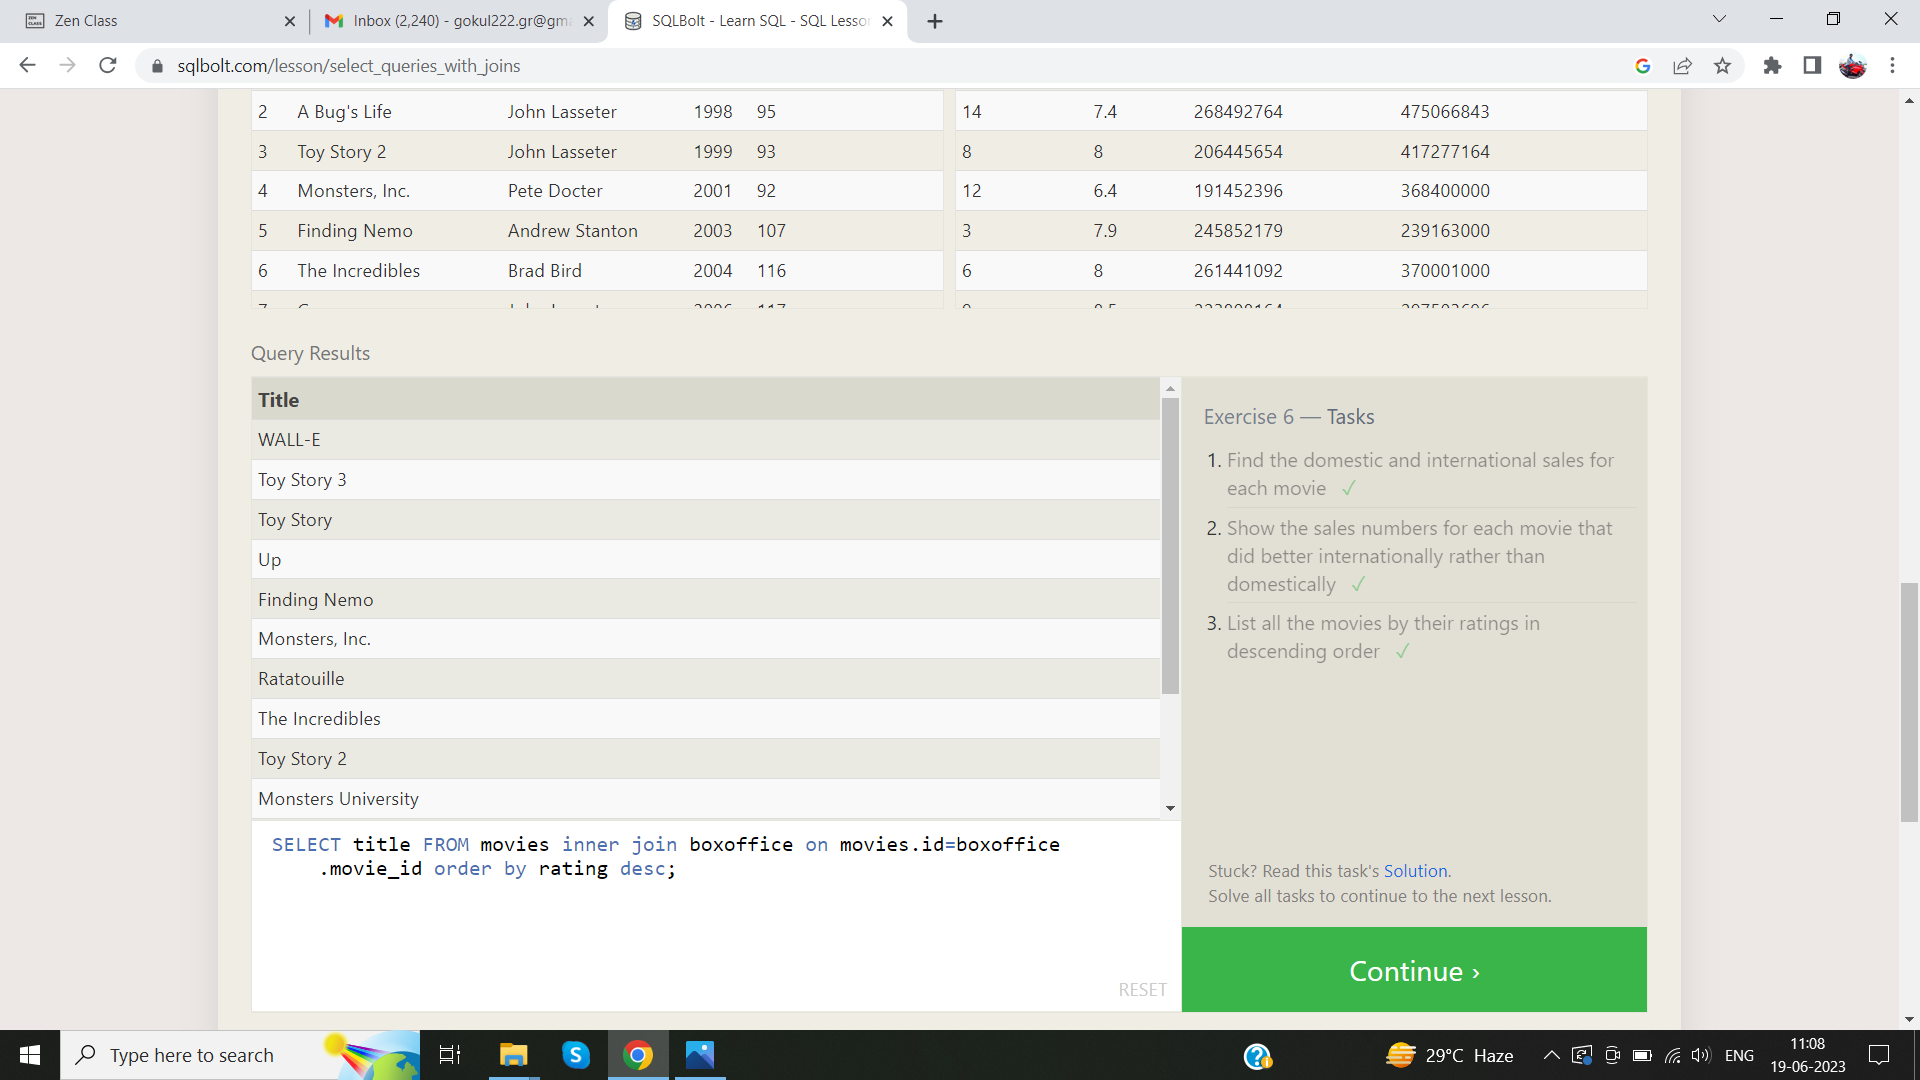 Zen Class
Inbox (2,240) - gokul222.gr@gm
SQLBolt - Learn SQL - SQL Lesso
sqlbolt.com/lesson/select_queries_with_joins
2 A Bug's Life John Lasseter 1998 95 14 7.4 268492764 475066843
3 Toy Story 2 John Lasseter 1999 93 8 8 206445654 417277164
4 Monsters, Inc. Pete Docter 2001 92 12 6.4 191452396 368400000
5 Finding Nemo Andrew Stanton 2003 107 3 7.9 245852179 239163000
6 The Incredibles Brad Bird 2004 116 6 8 261441092 370001000
Query Results
Title
WALL-E
Toy Story 3
Toy Story
Up
Finding Nemo
Monsters, Inc.
Ratatouille
The Incredibles
Toy Story 2
Monsters University
SELECT title FROM movies inner join boxoffice on movies.id=boxoffice
.movie_id order by rating desc;
RESET
Exercise 6 — Tasks
1. Find the domestic and international sales for
each movie ✓
2. Show the sales numbers for each movie that
did better internationally rather than
domestically ✓
3. List all the movies by their ratings in
descending order ✓
Stuck? Read this task's Solution.
Solve all tasks to continue to the next lesson.
Continue ›
Type here to search
29°C Haze
ENG
11:08
19-06-2023